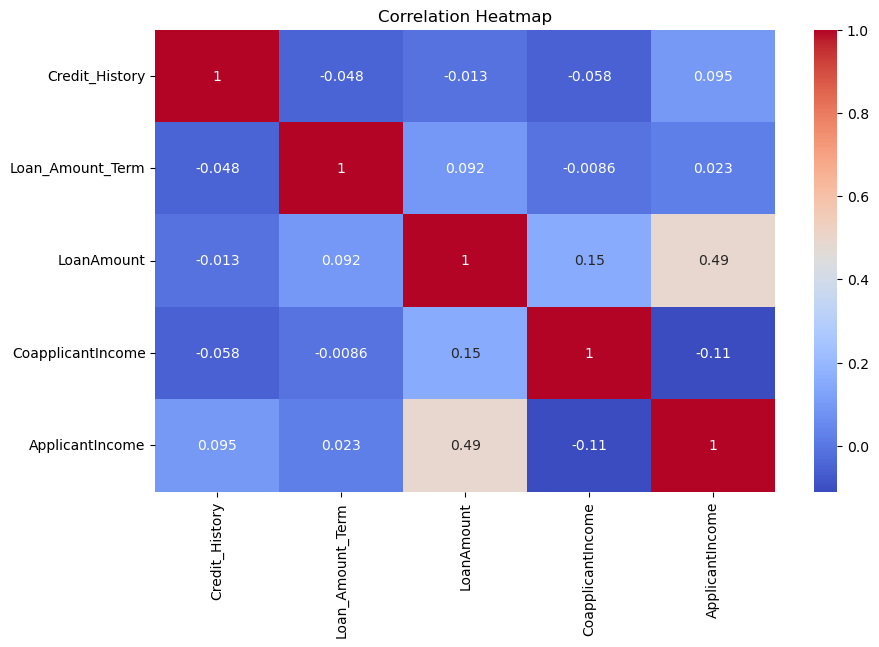 Correlation Heatmap
Credit_History 1 -0.048 -0.013 -0.058 0.095
Loan_Amount_Term -0.048 1 0.092 -0.0086 0.023
LoanAmount -0.013 0.092 1 0.15 0.49
CoapplicantIncome -0.058 -0.0086 0.15 1 -0.11
ApplicantIncome 0.095 0.023 0.49 -0.11 1
Credit_History
Loan_Amount_Term
LoanAmount
CoapplicantIncome
ApplicantIncome
1.0
0.8
0.6
0.4
0.2
0.0